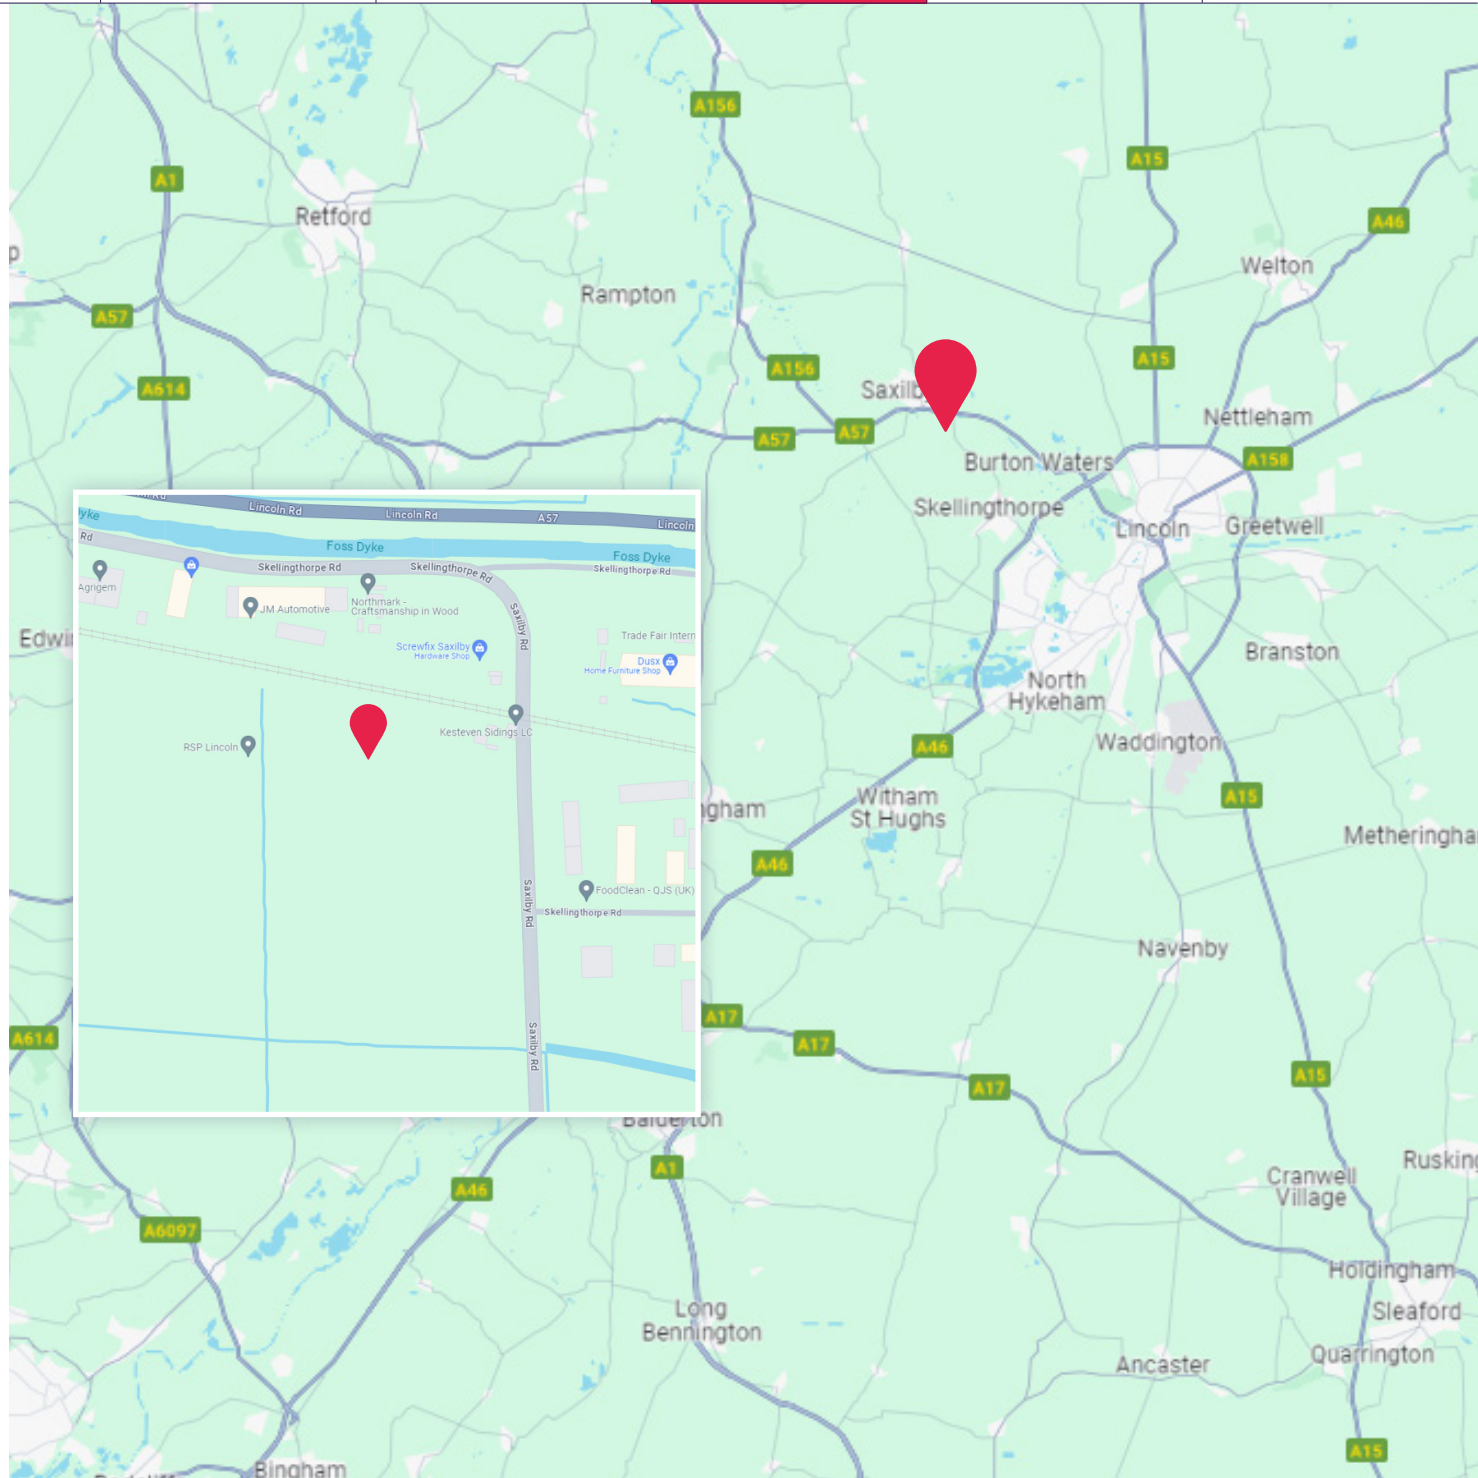 A156
A15
A1
A46
Retford
Welton
Rampton
A57
A15
A156
A614
Saxilby
Nettleham
A57
A57
A158
Burton Waters
Skellingthorpe
Lincoln
Greetwell
Lincoln Rd
Lincoln Rd
A57
Lincoln
Foss Dyke
Foss Dyke
Rd
Skellingthorpe Rd
Skellingthorpe Rd
Skellingthorpe Rd
Agrigem
JM Automotive
Northmark -
Craftsmanship in Wood
Saxilby Rd
Screwfix Saxilby
Hardware Shop
Trade Fair Intern
Dusx
Home Furniture Shop
Kesteven Sidings LC
RSP Lincoln
FoodClean - QJS (UK)
Saxilby Rd
Skellingthorpe Rd
Saxilby Rd
Branston
North
Hykeham
Waddington
A46
Witham
St Hughs
A15
Metheringha
A46
Navenby
A17
A17
A614
A17
A15
Balderton
A1
A46
Cranwell
Village
Ruskin
A6097
Holdingham
Sleaford
Long
Bennington
Quarrington
Ancaster
A15
Bingham